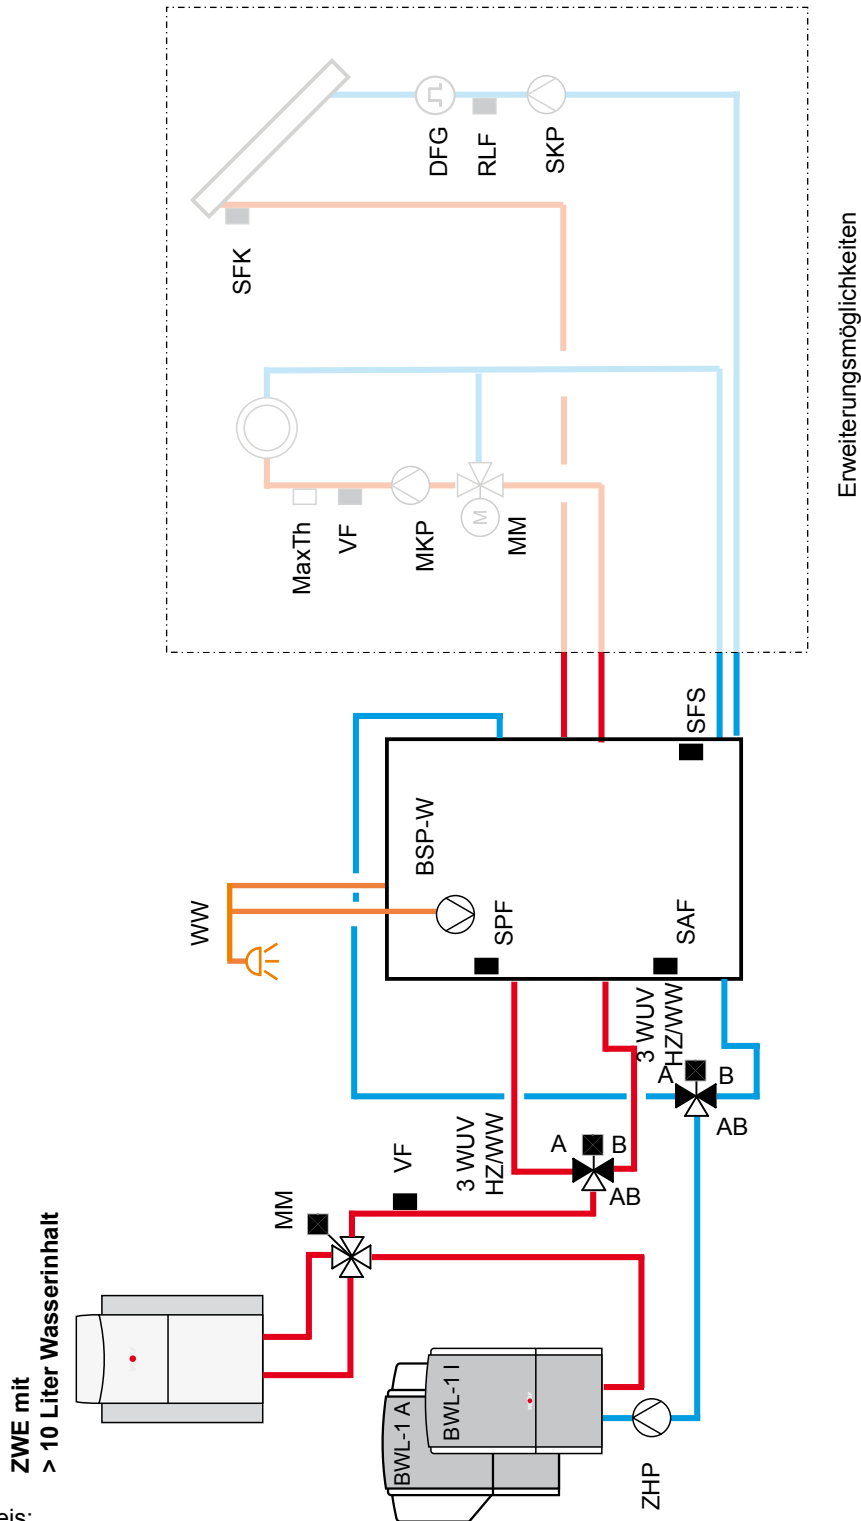 ZWE mit
> 10 Liter Wasserinhalt
BWL-1 A
BWL-1 I
ZHP
MM
VF
3 WUV
HZ/WW
A
B
AB
3 WUV
HZ/WW
A
B
AB
WW
BSP-W
SPF
SAF
SFS
MaxTh
VF
MKP
MM
M
SFK
DFG
RLF
SKP
Erweiterungsmöglichkeiten
eis: